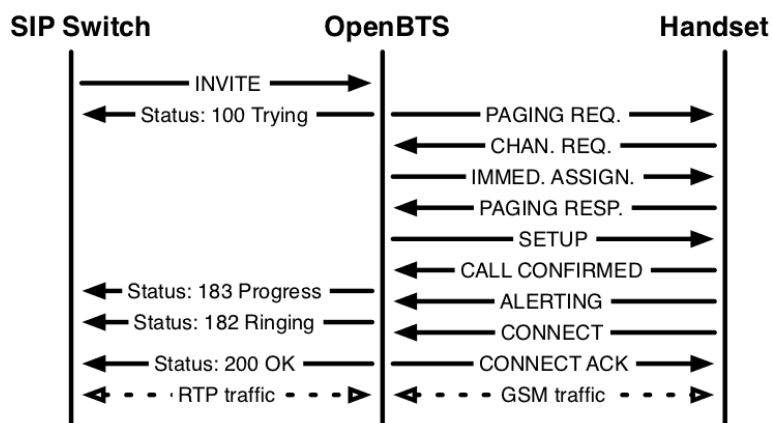 SIP Switch OpenBTS Handset
INVITE
Status: 100 Trying PAGING REQ.
CHAN. REQ.
IMMED. ASSIGN.
PAGING RESP.
SETUP
CALL CONFIRMED
Status: 183 Progress
ALERTING
Status: 182 Ringing
CONNECT
Status: 200 OK CONNECT ACK
RTP traffic GSM traffic